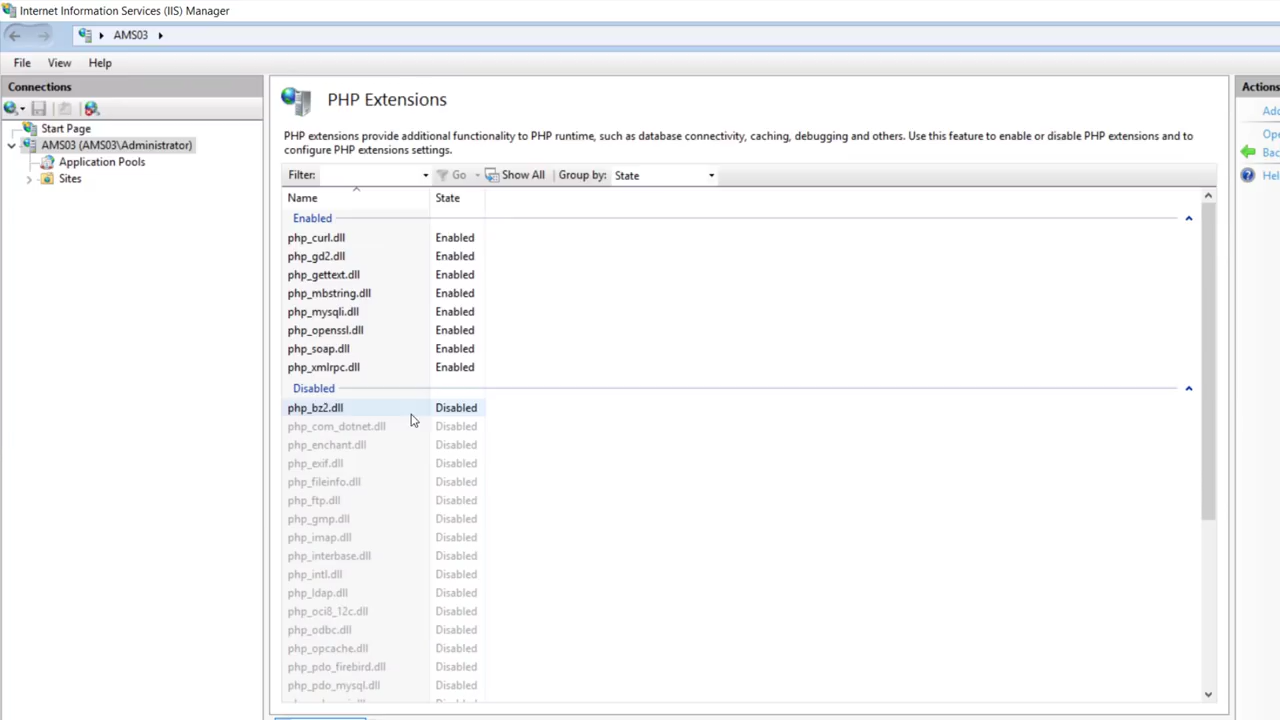 Internet Information Services (IIS) Manager
AMS03
File View Help
Connections
Start Page
AMS03 (AMS03\Administrator)
Application Pools
Sites
PHP Extensions
PHP extensions provide additional functionality to PHP runtime, such as database connectivity, caching, debugging and others. Use this feature to enable or disable PHP extensions and to
configure PHP extensions settings.
Filter: Go Show All Group by: State
Name State
Enabled
php_curl.dll Enabled
php_gd2.dll Enabled
php_gettext.dll Enabled
php_mbstring.dll Enabled
php_mysqli.dll Enabled
php_openssl.dll Enabled
php_soap.dll Enabled
php_xmlrpc.dll Enabled
Disabled
php_bz2.dll Disabled
php_com_dotnet.dll Disabled
php_enchant.dll Disabled
php_exif.dll Disabled
php_fileinfo.dll Disabled
php_ftp.dll Disabled
php_gmp.dll Disabled
php_imap.dll Disabled
php_interbase.dll Disabled
php_intl.dll Disabled
php_ldap.dll Disabled
php_oci8_12c.dll Disabled
php_odbc.dll Disabled
php_opcache.dll Disabled
php_pdo_firebird.dll Disabled
php_pdo_mysql.dll Disabled
Actions
Add
Ope
Bac
Hel